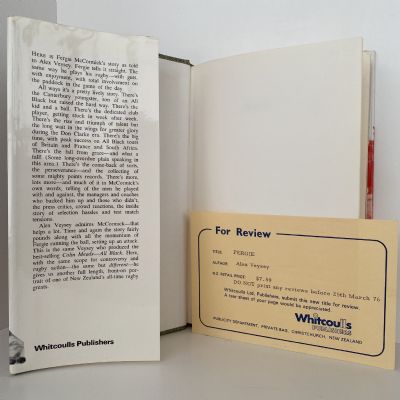 Here is Fergie McCormick's story as told
to Alex Veysey. Fergie tells it straight. The
same way he plays his rugby—with guts,
with enjoyment, with total involvement on
the paddock in the game of the day.
All ways it's a pretty lively story. There's
the Canterbury youngster, son of an All
Black but raised the hard way. There's the
kid and a ball. There's the dedicated club
player, getting stuck in week after week.
There's the rise and triumph of talent but
the long wait in the wings for greater glory
during the Don Clarke era. There's the big
time, with peak success on All Black tours
of Britain and France and South Africa.
There's the fall from grace—and what a
fall! (Some long-overdue plain speaking in
this area.) There's the come-back of sorts,
the perseverance—and the collecting of
some mighty points records. There's more,
lots more—and much of it in McCormick's
own words, telling of the men he played
with and against, the managers and coaches
who backed him up and those who didn't,
the press critics, crowd reactions, the inside
story of selection hassles and test match
tensions.
Alex Veysey admires McCormick—that
helps a lot. Time and again the story fairly
pounds along with all the momentum of
Fergie running the ball, setting up an attack.
This is the same Veysey who produced the
best-selling Colin Meads: All Black. Here,
with the same scope for controversy and
rugby action—the same but different—he
gives us another full length, front-on por-
trait of one of New Zealand's all-time rugby
greats.
Whitcoulls Publishers
For Review
TITLE FERGIE
AUTHOR Alex Veysey
N.Z. RETAIL PRICE $7.50
DO NOT print any reviews before 29th March 76
Whitcoulls Ltd, Publishers, submit this new title for review.
A tear sheet of your page would be appreciated.
Whitcoulls
PUBLISHERS
PUBLICITY DEPARTMENT, PRIVATE BAG, CHRISTCHURCH, NEW ZEALAND